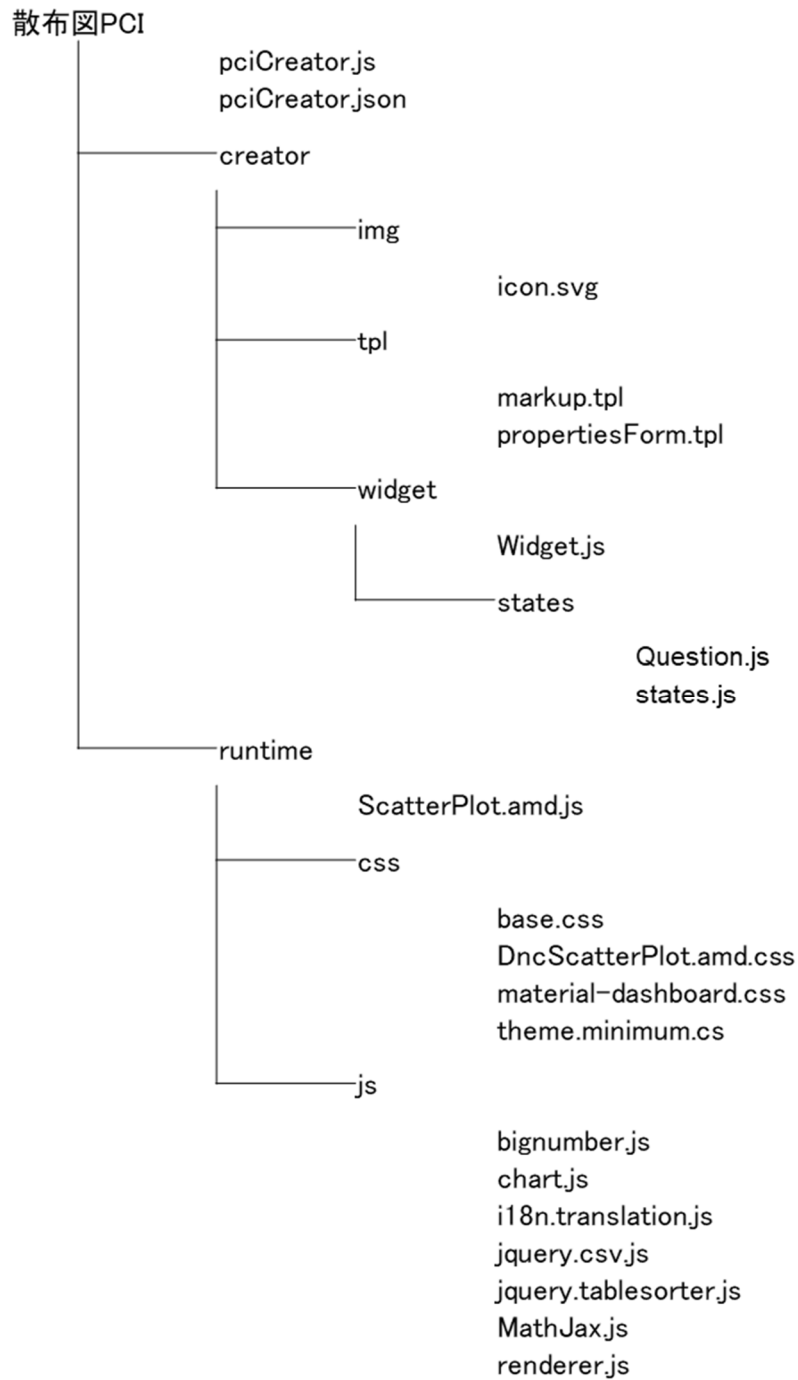 散布図PCI
pciCreator.js
pciCreator.json
creator
img
icon.svg
tpl
markup.tpl
propertiesForm.tpl
widget
Widget.js
states
Question.js
states.js
runtime
ScatterPlot.amd.js
css
base.css
DncScatterPlot.amd.css
material-dashboard.css
theme.minimum.cs
js
bignumber.js
chart.js
i18n.translation.js
jquery.csv.js
jquery.tablesorter.js
MathJax.js
renderer.js